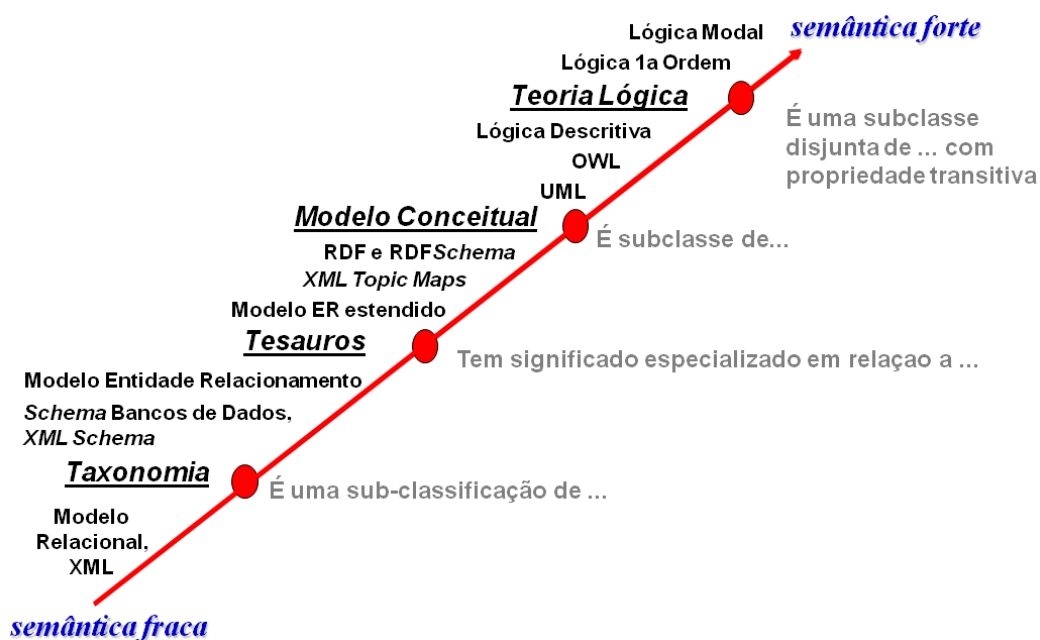 Lógica Modal
semântica forte
Lógica 1a Ordem
Teoria Lógica
É uma subclasse
disjunta de ... com
propriedade transitiva
Lógica Descritiva
OWL
UML
Modelo Conceitual
É subclasse de...
RDF e RDFSchema
XML Topic Maps
Modelo ER estendido
Tesauros
Tem significado especializado em relaçao a ...
Modelo Entidade Relacionamento
Schema Bancos de Dados,
XML Schema
Taxonomia
É uma sub-classificação de ...
Modelo
Relacional,
XML
semântica fraca